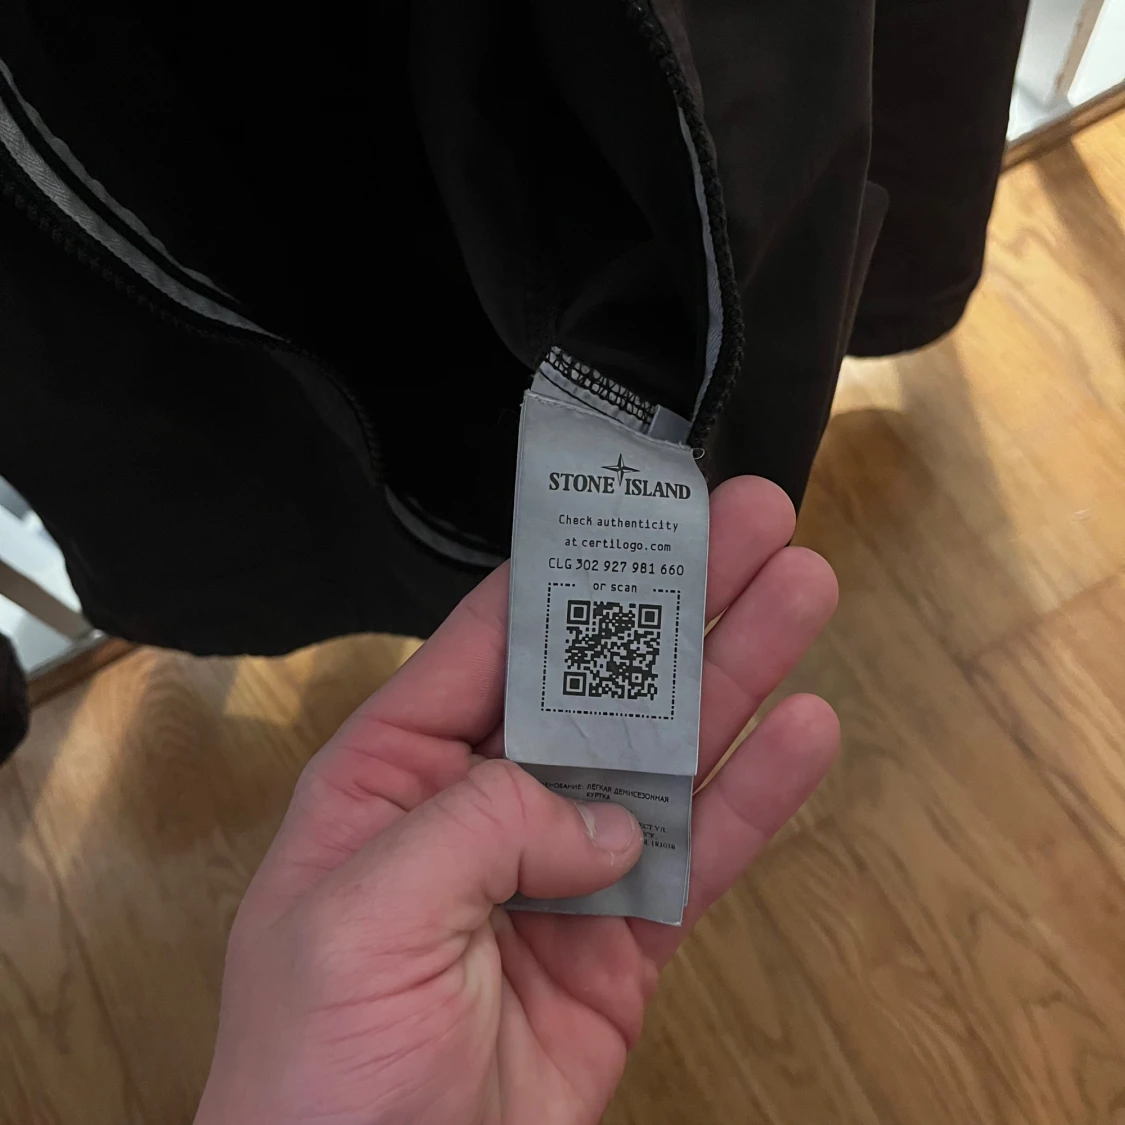 STONE ISLAND
Check authenticity
at certilogo.com
CLG 302 927 981 660
or scan
ЛЕГКАЯ ДЕМИСЕЗОННАЯ
КУРТКА